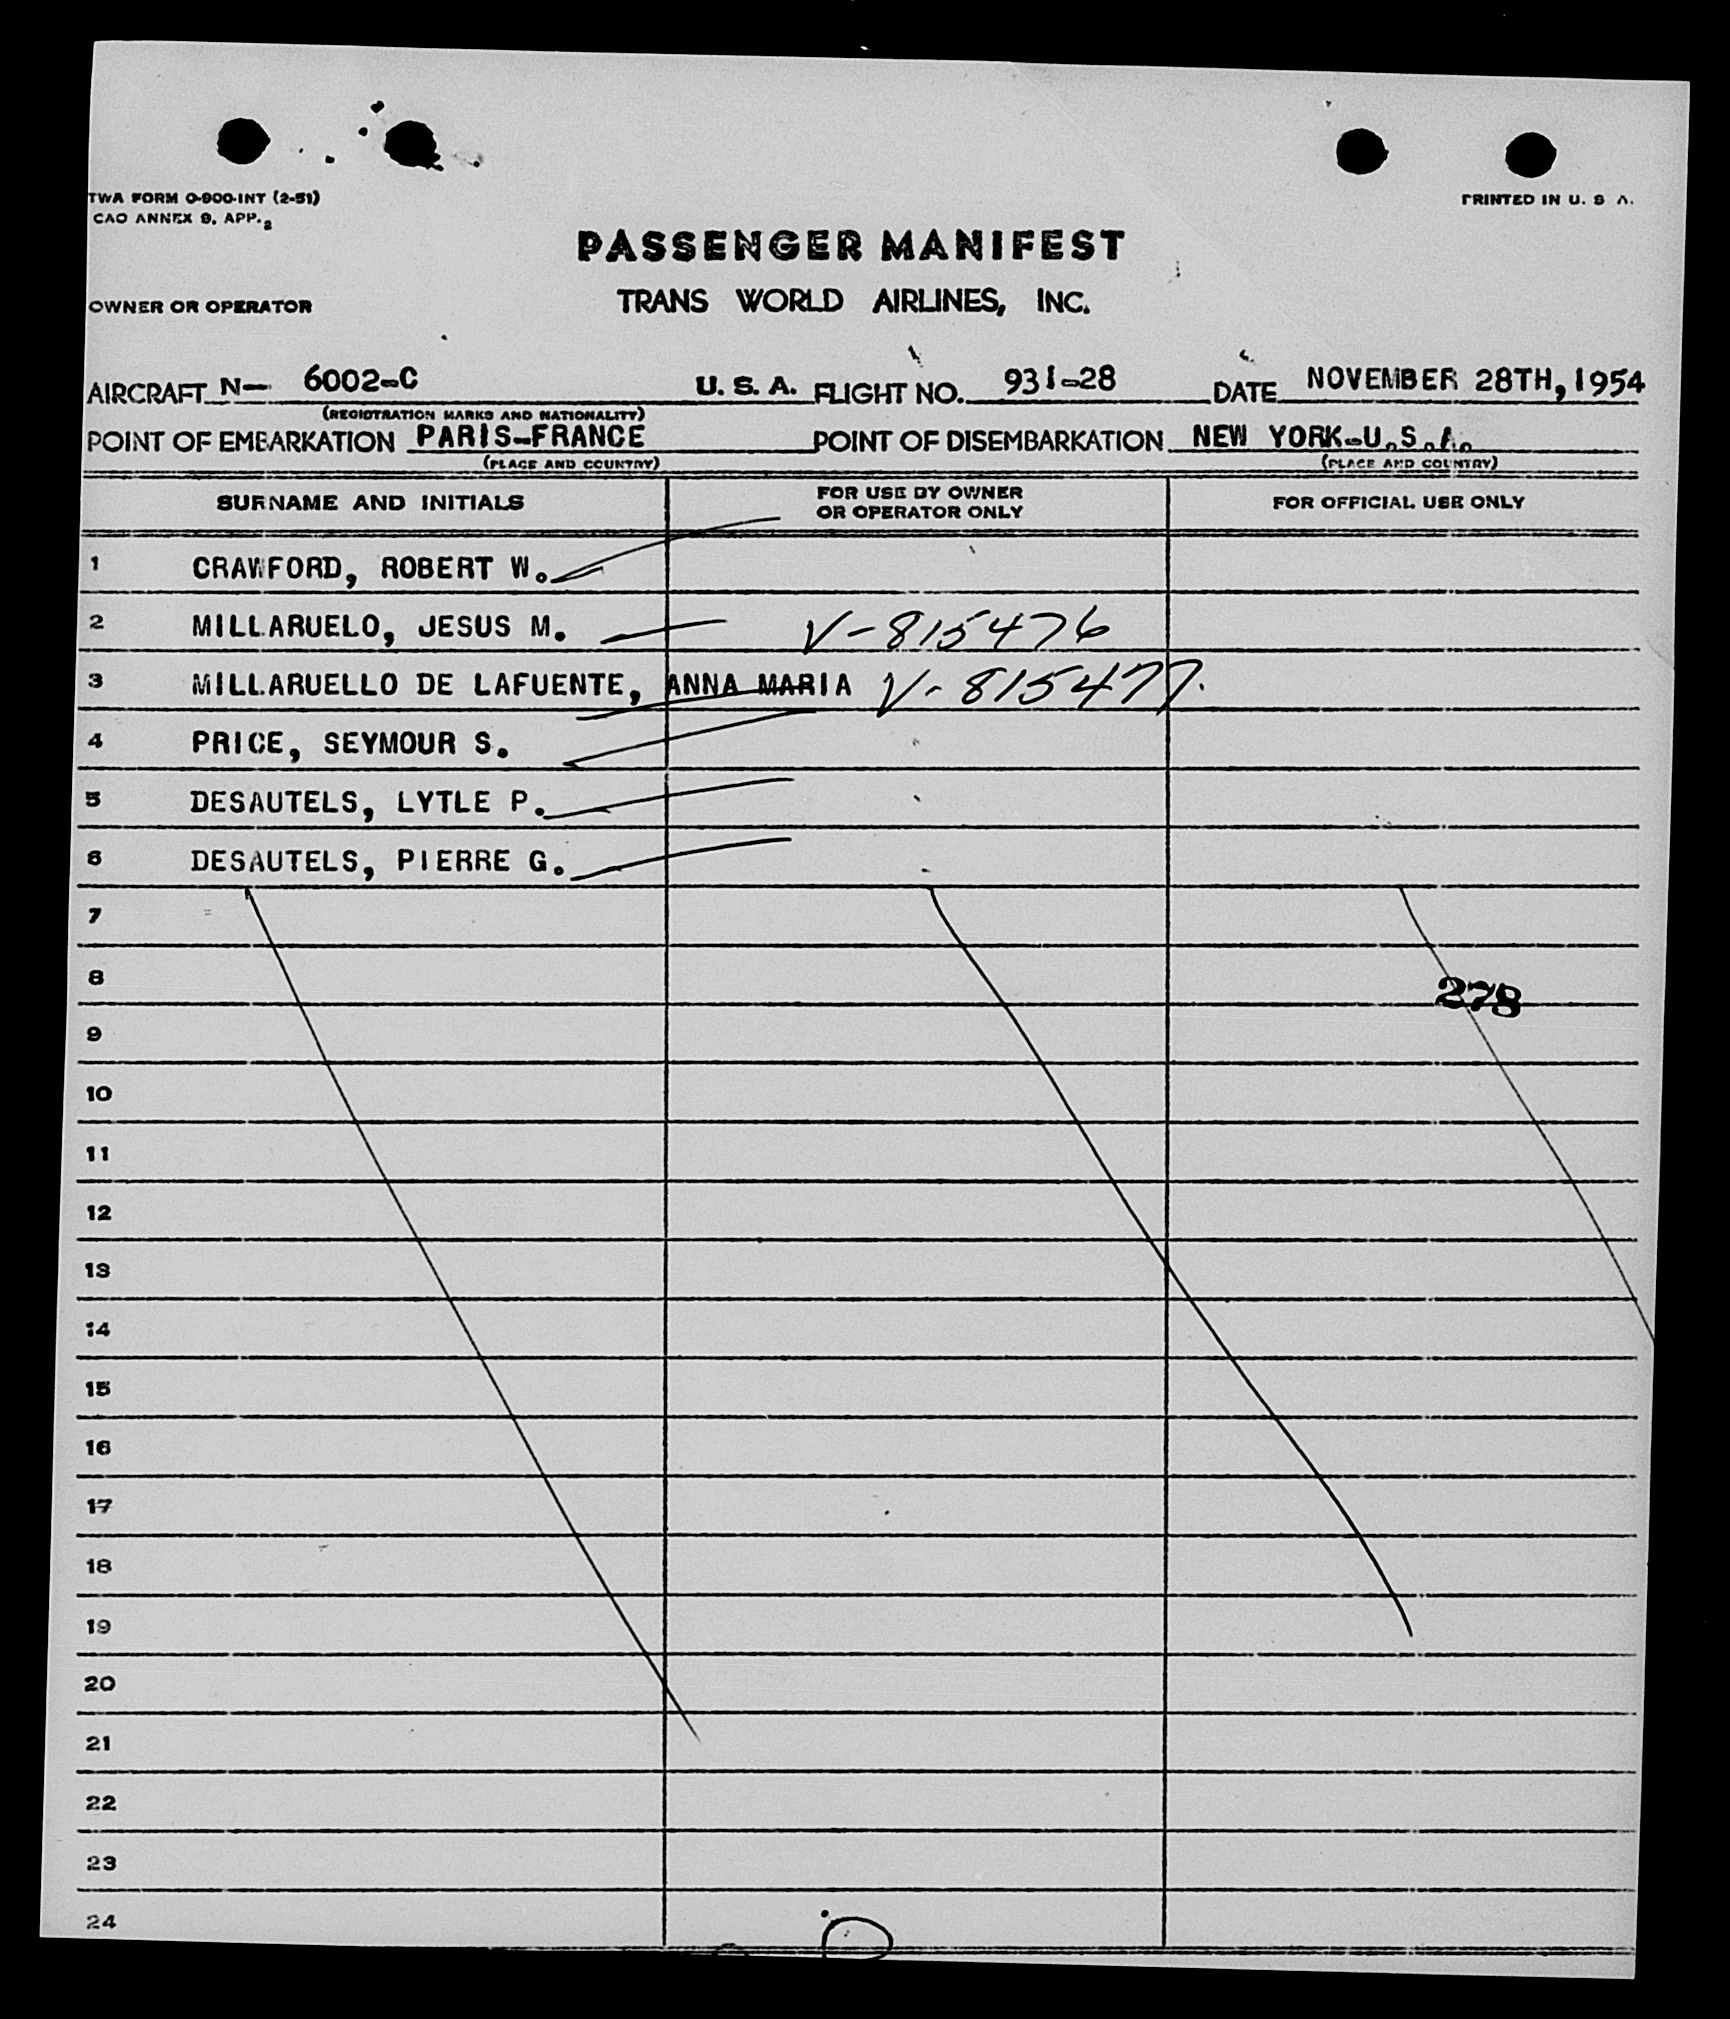 TWA FORM O-900-INT (2-51)
CAO ANNEX 9, APP. 2
PRINTED IN U. S A.
PASSENGER MANIFEST
OWNER OR OPERATOR TRANS WORLD AIRLINES, INC.
AIRCRAFT N- 6002-C U. S. A. FLIGHT NO. 931-28 DATE NOVEMBER 28TH, 1954
(REGISTRATION MARKS AND NATIONALITY)
POINT OF EMBARKATION PARIS-FRANCE POINT OF DISEMBARKATION NEW YORK-U.S.A.
(PLACE AND COUNTRY) (PLACE AND COUNTRY)
SURNAME AND INITIALS FOR USE BY OWNER OR OPERATOR ONLY FOR OFFICIAL USE ONLY
1 CRAWFORD, ROBERT W.
2 MILLARUELO, JESUS M. V-815476
3 MILLARUELLO DE LAFUENTE, ANNA MARIA V-815477.
4 PRICE, SEYMOUR S.
5 DESAUTELS, LYTLE P.
6 DESAUTELS, PIERRE G.
7
8 278
9
10
11
12
13
14
15
16
17
18
19
20
21
22
23
24